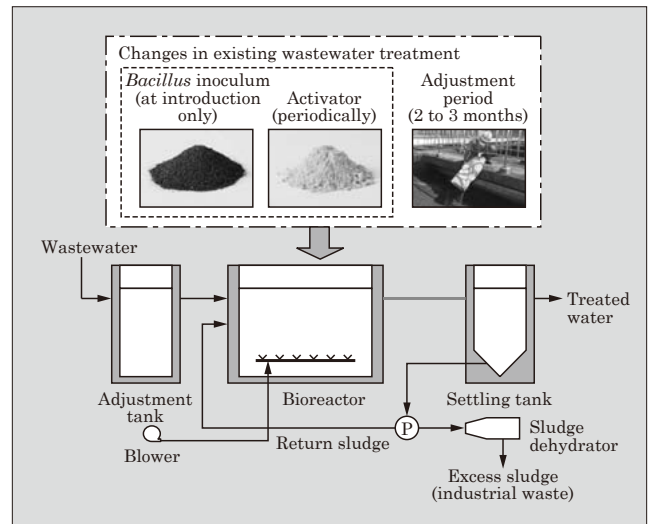 Changes in existing wastewater treatment
Bacillus inoculum
(at introduction
only)
Activator
(periodically)
Adjustment
period
(2 to 3 months)
Wastewater
Treated
water
Adjustment
tank
Bioreactor
Settling tank
Blower
Return sludge
P
Sludge
dehydrator
Excess sludge
(industrial waste)